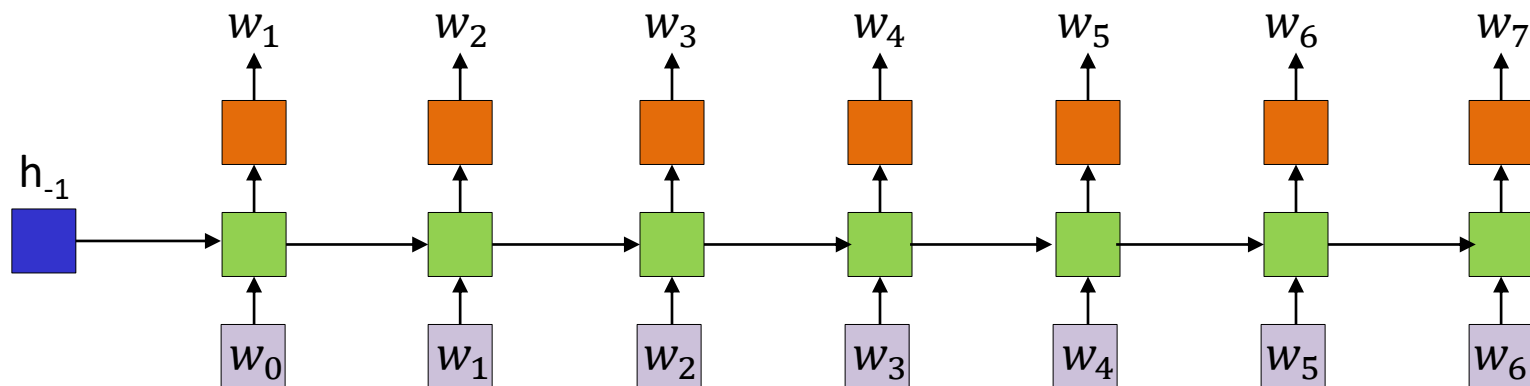 w₁ w₂ w₃ w₄ w₅ w₆ w₇
h₋₁
w₀ w₁ w₂ w₃ w₄ w₅ w₆